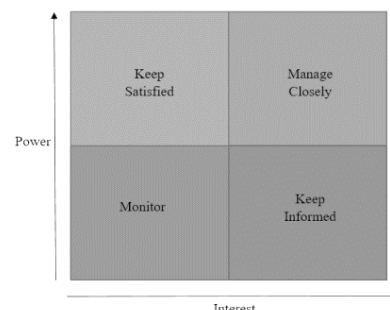 Keep
Satisfied
Manage
Closely
Power
Monitor
Keep
Informed
Interest